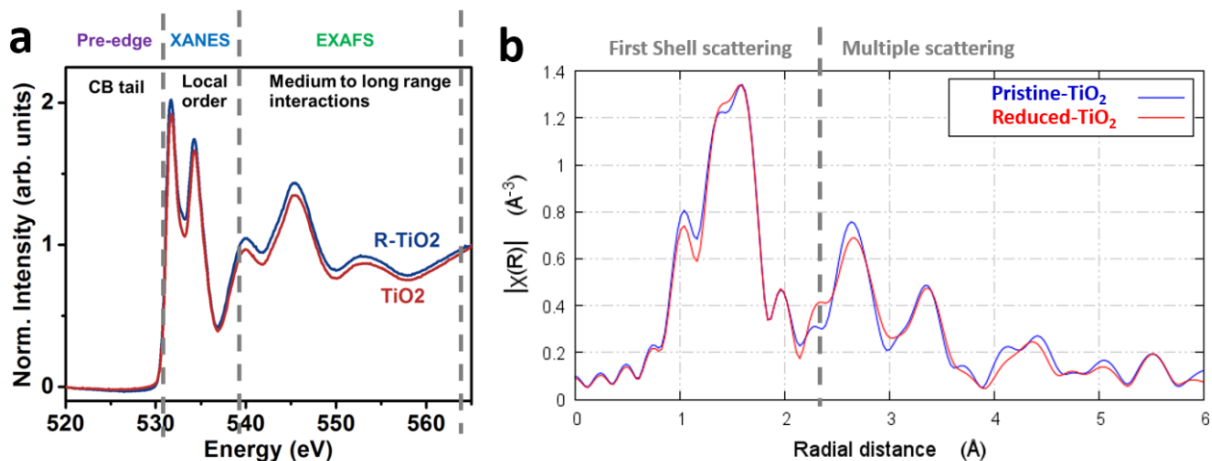 a
Pre-edge XANES EXAFS
CB tail Local order Medium to long range interactions
Norm. Intensity (arb. units)
2
1
0
R-TiO2
TiO2
520 530 540 550 560
Energy (eV)
b
First Shell scattering Multiple scattering
Pristine-TiO₂
Reduced-TiO₂
|χ(R)| (Å⁻³)
1.4
1.2
1
0.8
0.6
0.4
0.2
0
0 1 2 3 4 5 6
Radial distance (Å)